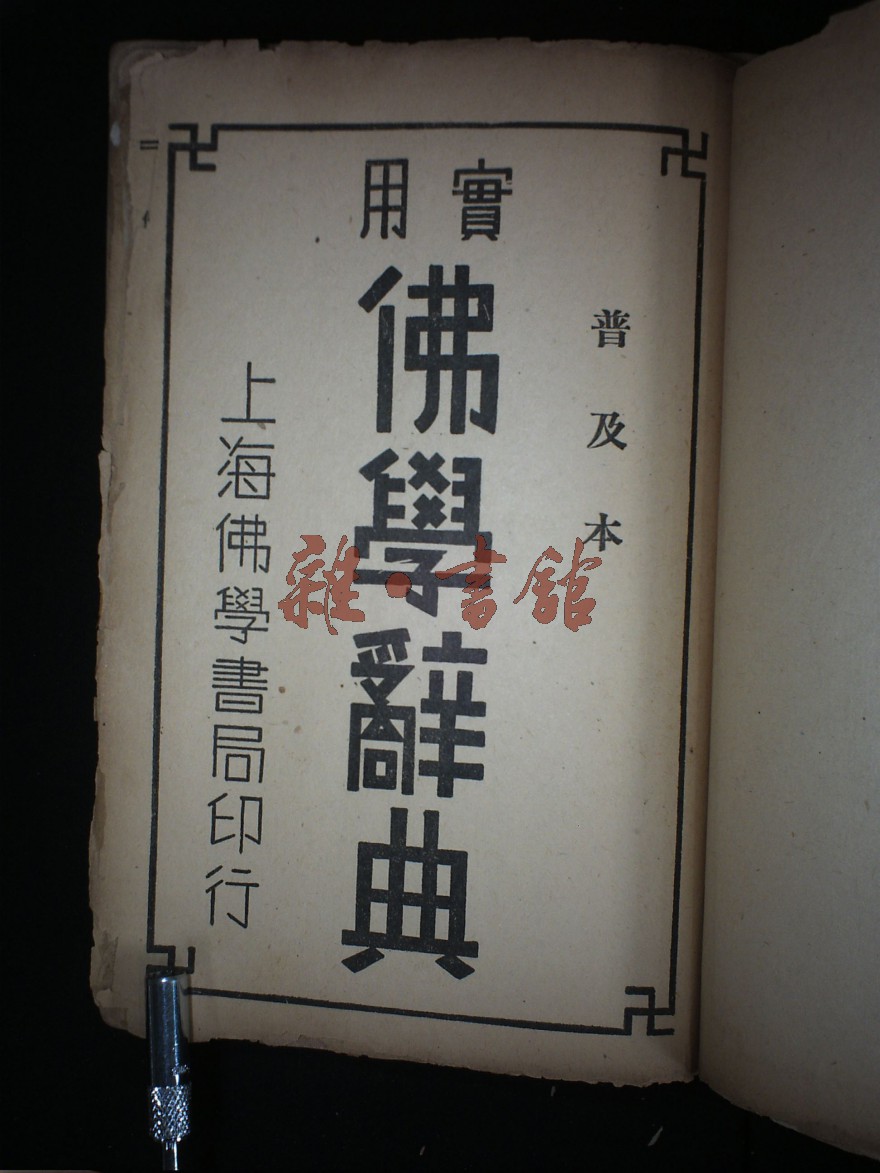 普及本
實用
佛學辭典
上海佛學書局印行
雜·書館